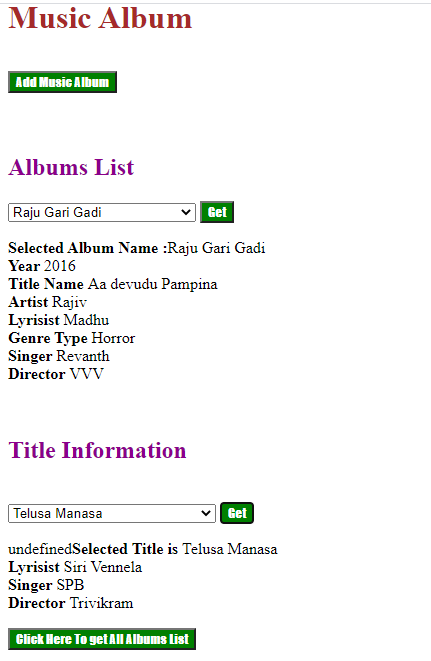 Music Album
Add Music Album
Albums List
Raju Gari Gadi Get
Selected Album Name :Raju Gari Gadi
Year 2016
Title Name Aa devudu Pampina
Artist Rajiv
Lyrisist Madhu
Genre Type Horror
Singer Revanth
Director VVV
Title Information
Telusa Manasa Get
undefinedSelected Title is Telusa Manasa
Lyrisist Siri Vennela
Singer SPB
Director Trivikram
Click Here To get All Albums List